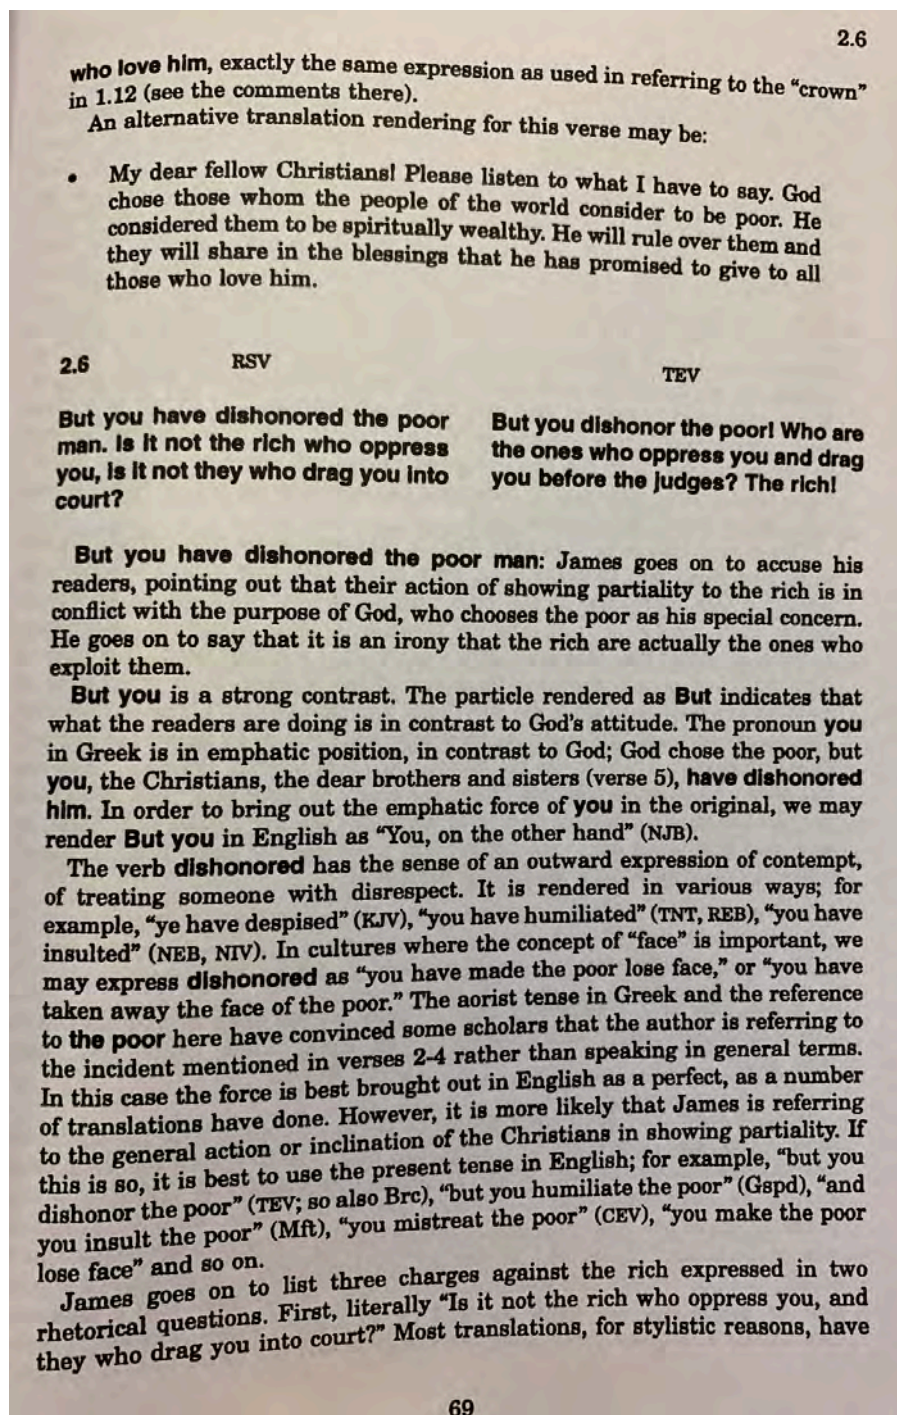 2.6
who love him, exactly the same expression as used in referring to the “crown”
in 1.12 (see the comments there).
An alternative translation rendering for this verse may be:
• My dear fellow Christians! Please listen to what I have to say. God
chose those whom the people of the world consider to be poor. He
considered them to be spiritually wealthy. He will rule over them and
they will share in the blessings that he has promised to give to all
those who love him.
2.6 RSV
TEV
But you have dishonored the poor
man. Is it not the rich who oppress
you, is it not they who drag you into
court?
But you dishonor the poor! Who are
the ones who oppress you and drag
you before the judges? The rich!
But you have dishonored the poor man: James goes on to accuse his
readers, pointing out that their action of showing partiality to the rich is in
conflict with the purpose of God, who chooses the poor as his special concern.
He goes on to say that it is an irony that the rich are actually the ones who
exploit them.
But you is a strong contrast. The particle rendered as But indicates that
what the readers are doing is in contrast to God’s attitude. The pronoun you
in Greek is in emphatic position, in contrast to God; God chose the poor, but
you, the Christians, the dear brothers and sisters (verse 5), have dishonored
him. In order to bring out the emphatic force of you in the original, we may
render But you in English as “You, on the other hand” (NJB).
The verb dishonored has the sense of an outward expression of contempt,
of treating someone with disrespect. It is rendered in various ways; for
example, “ye have despised” (KJV), “you have humiliated” (TNT, REB), “you have
insulted” (NEB, NIV). In cultures where the concept of “face” is important, we
may express dishonored as “you have made the poor lose face,” or “you have
taken away the face of the poor.” The aorist tense in Greek and the reference
to the poor here have convinced some scholars that the author is referring to
the incident mentioned in verses 2-4 rather than speaking in general terms.
In this case the force is best brought out in English as a perfect, as a number
of translations have done. However, it is more likely that James is referring
to the general action or inclination of the Christians in showing partiality. If
this is so, it is best to use the present tense in English; for example, “but you
dishonor the poor” (TEV; so also Brc), “but you humiliate the poor” (Gspd), “and
you insult the poor” (Mft), “you mistreat the poor” (CEV), “you make the poor
lose face” and so on.
James goes on to list three charges against the rich expressed in two
rhetorical questions. First, literally “Is it not the rich who oppress you, and
they who drag you into court?” Most translations, for stylistic reasons, have
69